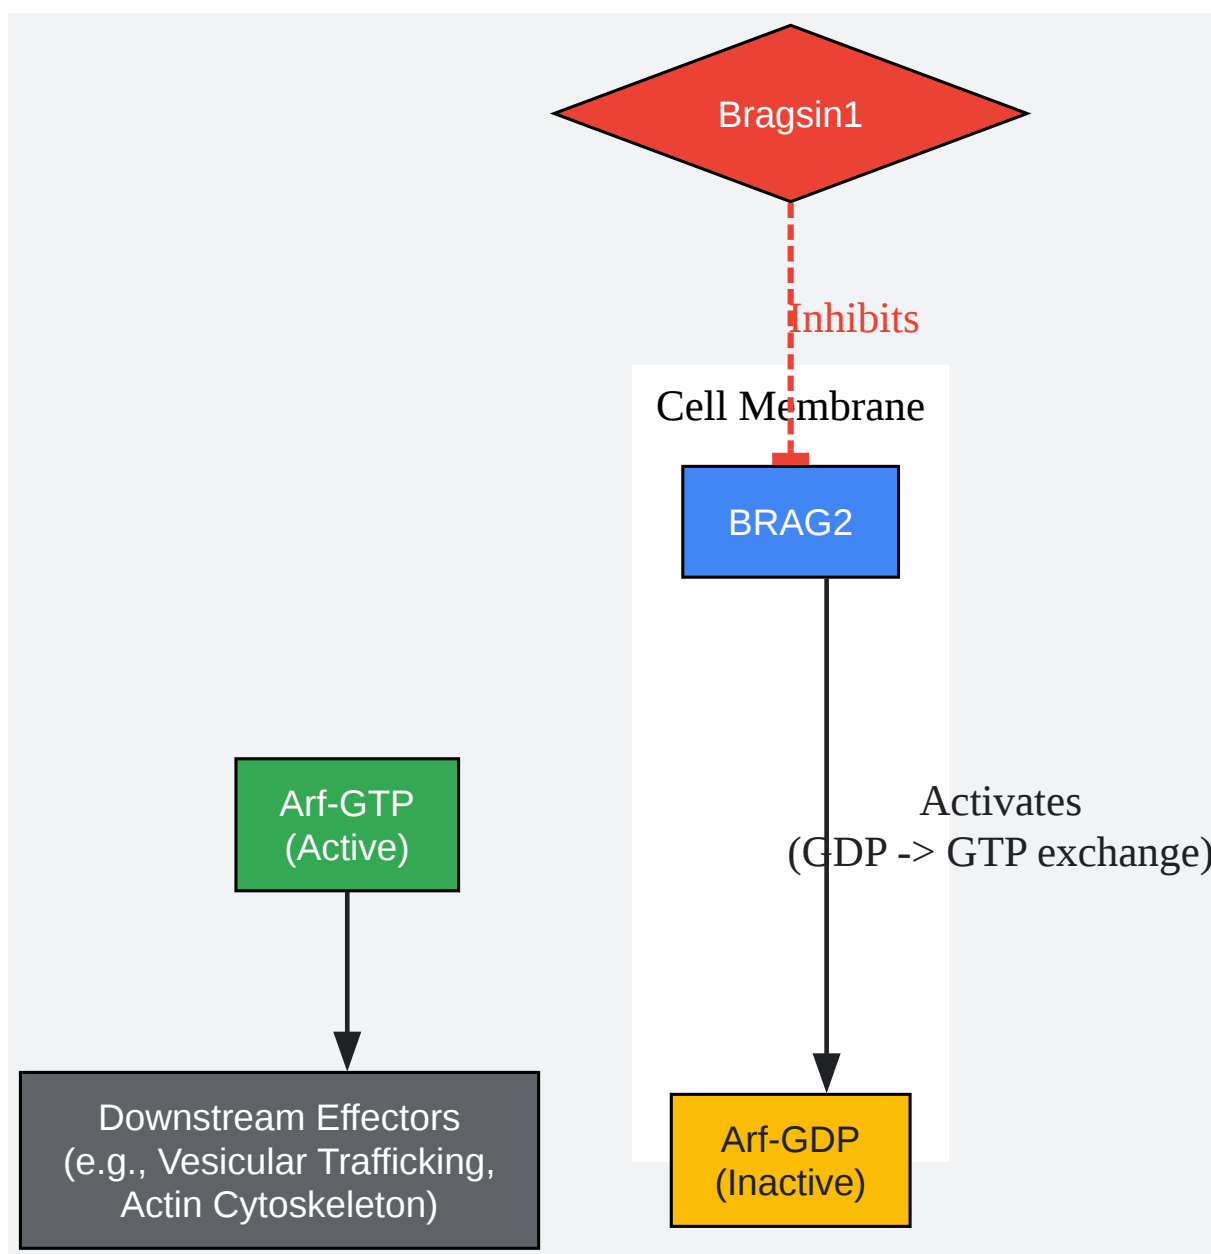 Bragsin1
Inhibits
Cell Membrane
BRAG2
Arf-GTP
(Active)
Activates
(GDP -> GTP exchange)
Downstream Effectors
(e.g., Vesicular Trafficking,
Actin Cytoskeleton)
Arf-GDP
(Inactive)